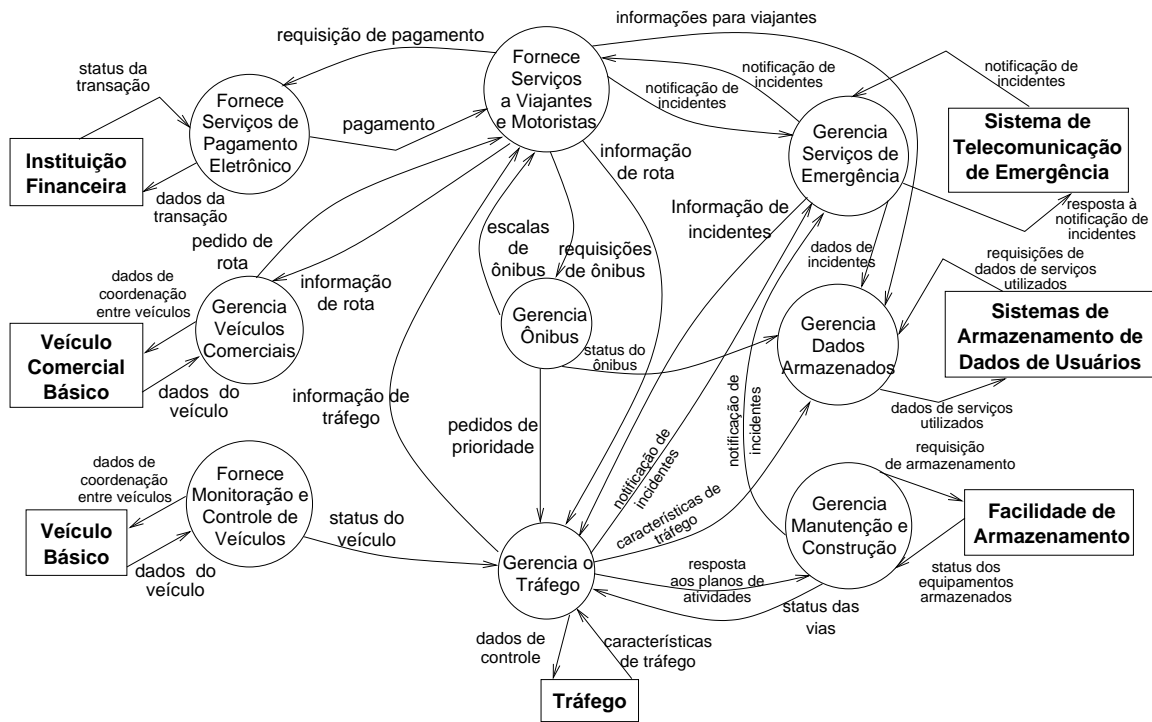 informações para viajantes
requisição de pagamento
status da
transação
Fornece
Serviços de
Pagamento
Eletrônico
pagamento
Fornece
Serviços
a Viajantes
e Motoristas
notificação de
incidentes
notificação de
incidentes
notificação de
incidentes
Gerencia
Serviços de
Emergência
Sistema de
Telecomunicação
de Emergência
Instituição
Financeira
dados da
transação
informação
de rota
Informação de
incidentes
resposta à
notificação de
incidentes
pedido de
rota
informação
de rota
escalas
de
ônibus
requisições
de ônibus
dados de
incidentes
requisições de
dados de serviços
utilizados
dados de
coordenação
entre veículos
Gerencia
Veículos
Comerciais
Gerencia
Ônibus
status do
ônibus
Gerencia
Dados
Armazenados
Sistemas de
Armazenamento de
Dados de Usuários
Veículo
Comercial
Básico
dados do
veículo
informação de
tráfego
pedidos de
prioridade
notificação de
incidentes
notificação de
incidentes
características de
tráfego
dados de serviços
utilizados
requisição
de armazenamento
dados de
coordenação
entre veículos
Fornece
Monitoração e
Controle de
Veículos
status do
veículo
Veículo
Básico
dados do
veículo
Gerencia o
Tráfego
resposta
aos planos de
atividades
Gerencia
Manutenção e
Construção
Facilidade de
Armazenamento
status dos
equipamentos
armazenados
status das
vias
dados de
controle
características
de tráfego
Tráfego